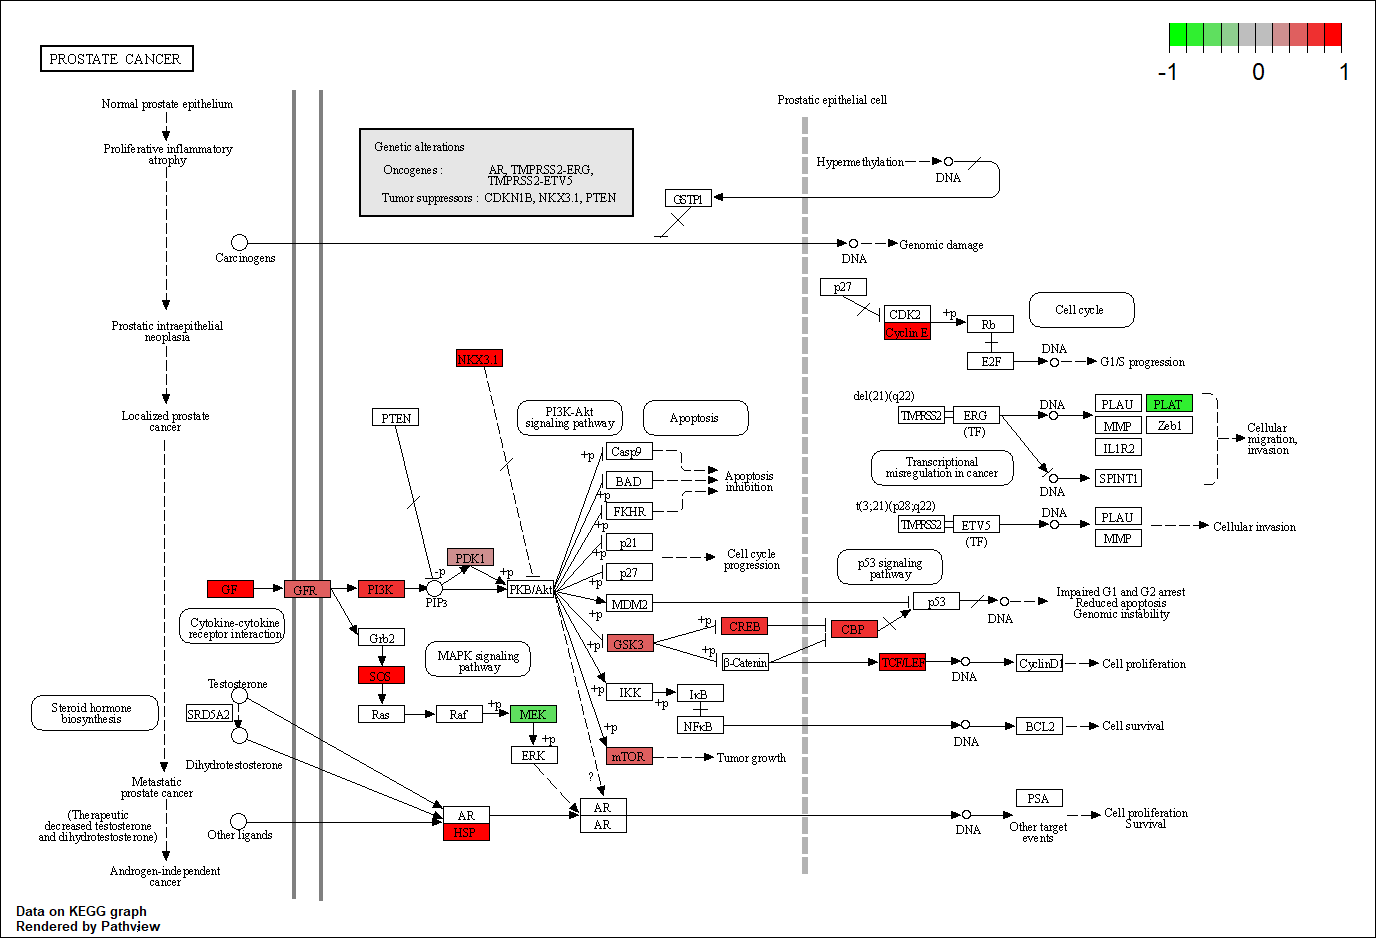 PROSTATE CANCER
-1 0 1
Normal prostate epithelium
Proliferative inflammatory
atrophy
Prostatic intraepithelial
neoplasia
Localized prostate
cancer
Metastatic
prostate cancer
(Therapeutic
decreased testosterone
and dihydrotestosterone)
Androgen-independent
cancer
Genetic alterations
Oncogenes : AR, TMPRSS2-ERG,
TMPRSS2-ETV5
Tumor suppressors : CDKN1B, NKX3.1, PTEN
Prostatic epithelial cell
Hypermethylation
DNA
GSTP1
Carcinogens
DNA
Genomic damage
p27
CDK2
Cyclin E
+p
Rb
E2F
Cell cycle
DNA
G1/S progression
NKX3.1
PTEN
PI3K-Akt
signaling pathway
Apoptosis
del(21)(q22)
TMPRSS2
ERG
(TF)
DNA
PLAU
PLAT
MMP
Zeb1
IL1R2
SPINT1
DNA
Cellular
migration,
invasion
Transcriptional
misregulation in cancer
t(3;21)(p28;q22)
TMPRSS2
ETV5
(TF)
DNA
PLAU
MMP
Cellular invasion
+p
Casp9
BAD
+p
FKHR
+p
p21
+p
p27
+p
MDM2
+p
Apoptosis
inhibition
Cell cycle
progression
GF
GFR
PI3K
PIP3
-p
PDK1
+p
PKB/Akt
p53 signaling
pathway
p53
DNA
Impaired G1 and G2 arrest
Reduced apoptosis
Genomic instability
Cytokine-cytokine
receptor interaction
Grb2
SOS
Ras
Raf
+p
MEK
+p
ERK
MAPK signaling
pathway
+p
GSK3
+p
CREB
CBP
+p
β-Catenin
TCF/LEF
DNA
CyclinD1
Cell proliferation
+p
IKK
+p
IκB
NFκB
DNA
BCL2
Cell survival
+p
mTOR
Tumor growth
?
Steroid hormone
biosynthesis
Testosterone
SRD5A2
Dihydrotestosterone
Other ligands
AR
HSP
AR
AR
DNA
PSA
Other target
events
Cell proliferation
Survival
Data on KEGG graph
Rendered by Pathview